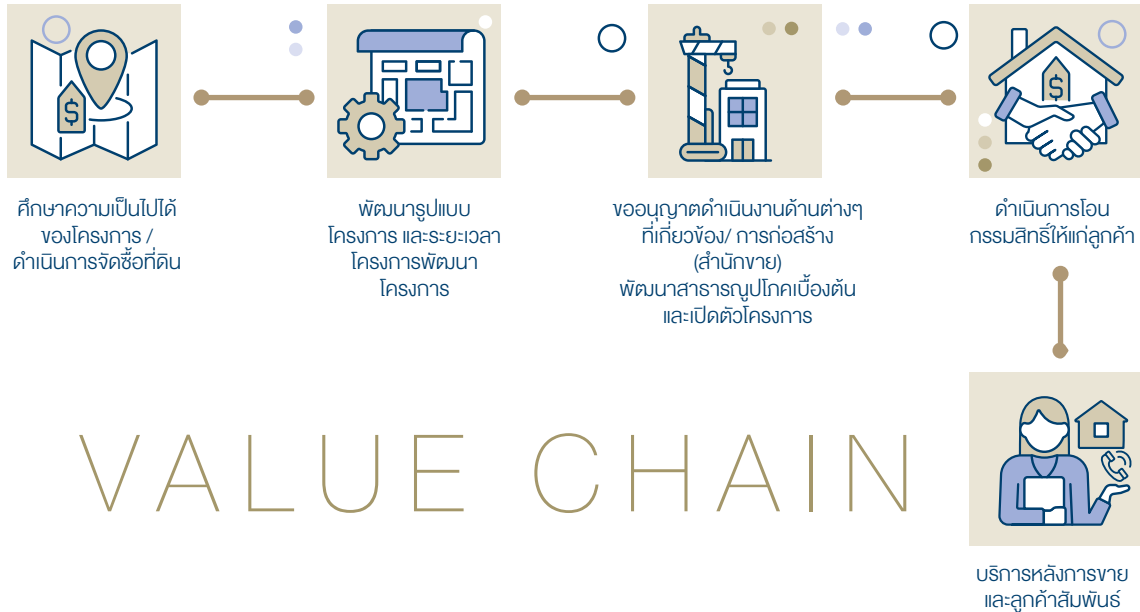 $
$
ศึกษาความเป็นไปได้
ของโครงการ /
ดำเนินการจัดซื้อที่ดิน
พัฒนารูปแบบ
โครงการ และระยะเวลา
โครงการพัฒนา
โครงการ
ขออนุญาตดำเนินงานด้านต่างๆ
ที่เกี่ยวข้อง/ การก่อสร้าง
(สำนักขาย)
พัฒนาสาธารณูปโภคเบื้องต้น
และเปิดตัวโครงการ
ดำเนินการโอน
กรรมสิทธิ์ให้แก่ลูกค้า
VALUE CHAIN
บริการหลังการขาย
และลูกค้าสัมพันธ์